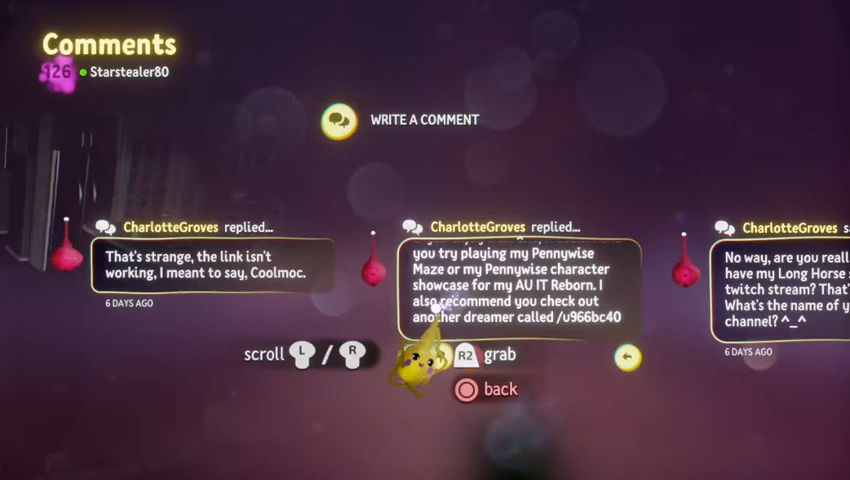 Comments
126 Starstealer80
WRITE A COMMENT
CharlotteGroves replied...
That's strange, the link isn't
working, I meant to say, Coolmoc.
6 DAYS AGO
CharlotteGroves replied...
you try playing my Pennywise
Maze or my Pennywise character
showcase for my AU IT Reborn. I
also recommend you check out
another dreamer called /u966bc40
CharlotteGroves
No way, are you
have my Long Horse
twitch stream? That'
What's the name of
channel? ^_^
6 DAYS AGO
scroll L / R
R2 grab
back